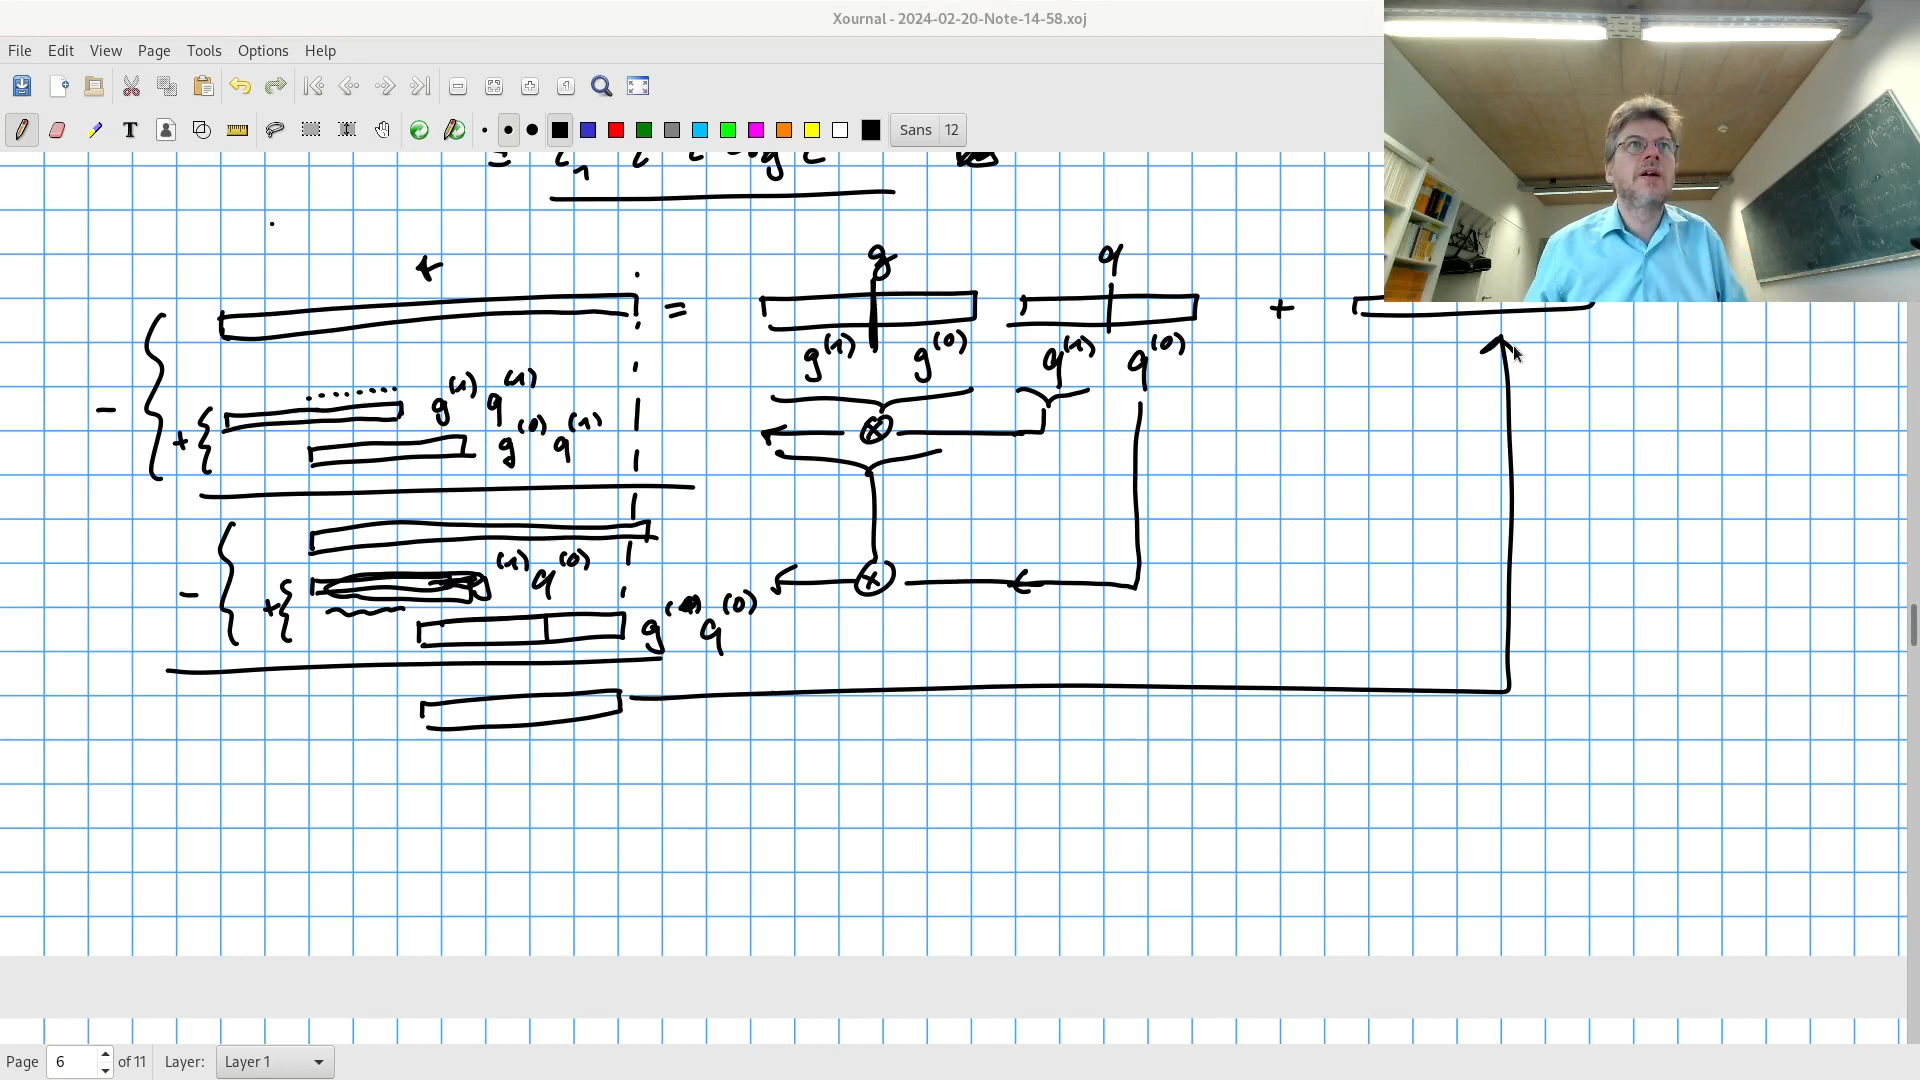 Xournal - 2024-02-20-Note-14-58.xoj
File Edit View Page Tools Options Help
Sans 12
g q
= +
g(1) g(0) q(1) q(0)
g(1) q(1)
- +
g(0) q(1)
(1) q(0)
- +
q(0)
Page 6 of 11 Layer: Layer 1